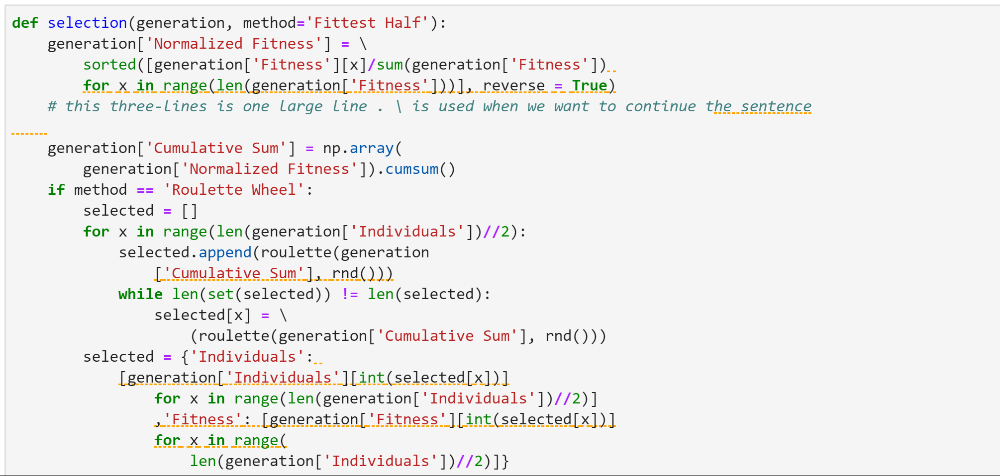 def selection(generation, method='Fittest Half'):
    generation['Normalized Fitness'] = \
        sorted([generation['Fitness'][x]/sum(generation['Fitness'])
        for x in range(len(generation['Fitness']))], reverse = True)
    # this three-lines is one large line . \ is used when we want to continue the sentence
    generation['Cumulative Sum'] = np.array(
        generation['Normalized Fitness']).cumsum()
    if method == 'Roulette Wheel':
        selected = []
        for x in range(len(generation['Individuals'])//2):
            selected.append(roulette(generation
                ['Cumulative Sum'], rnd()))
            while len(set(selected)) != len(selected):
                selected[x] = \
                    (roulette(generation['Cumulative Sum'], rnd()))
        selected = {'Individuals':
            [generation['Individuals'][int(selected[x])]
                for x in range(len(generation['Individuals'])//2)]
                ,'Fitness': [generation['Fitness'][int(selected[x])]
                for x in range(
                    len(generation['Individuals'])//2)]}